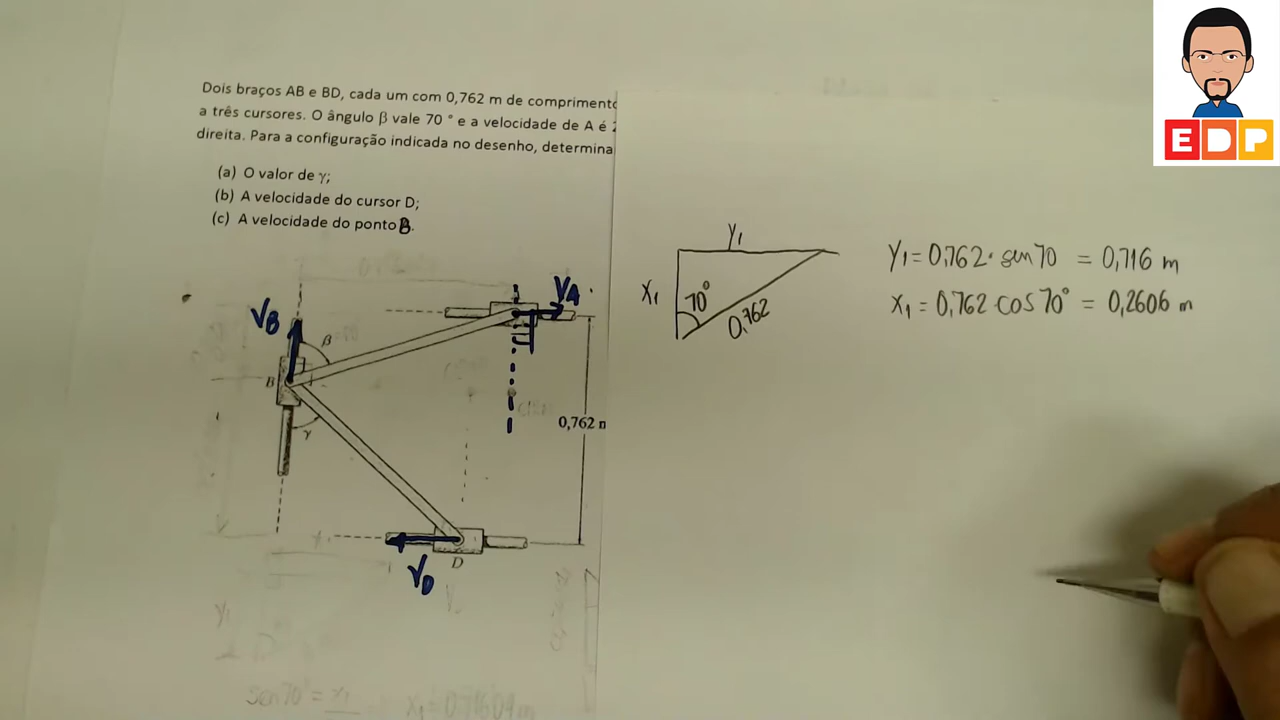 Dois braços AB e BD, cada um com 0,762 m de comprimento
a três cursores. O ângulo β vale 70 ° e a velocidade de A é
direita. Para a configuração indicada no desenho, determina
(a) O valor de γ;
(b) A velocidade do cursor D;
(c) A velocidade do ponto B.
VA
VB
β
B
γ
0,762 m
D
VD
y1
x1
70°
0,762
y1 = 0,762 · sen 70 = 0,716 m
x1 = 0,762 cos 70° = 0,2606 m
sen 70° = x1
EDP